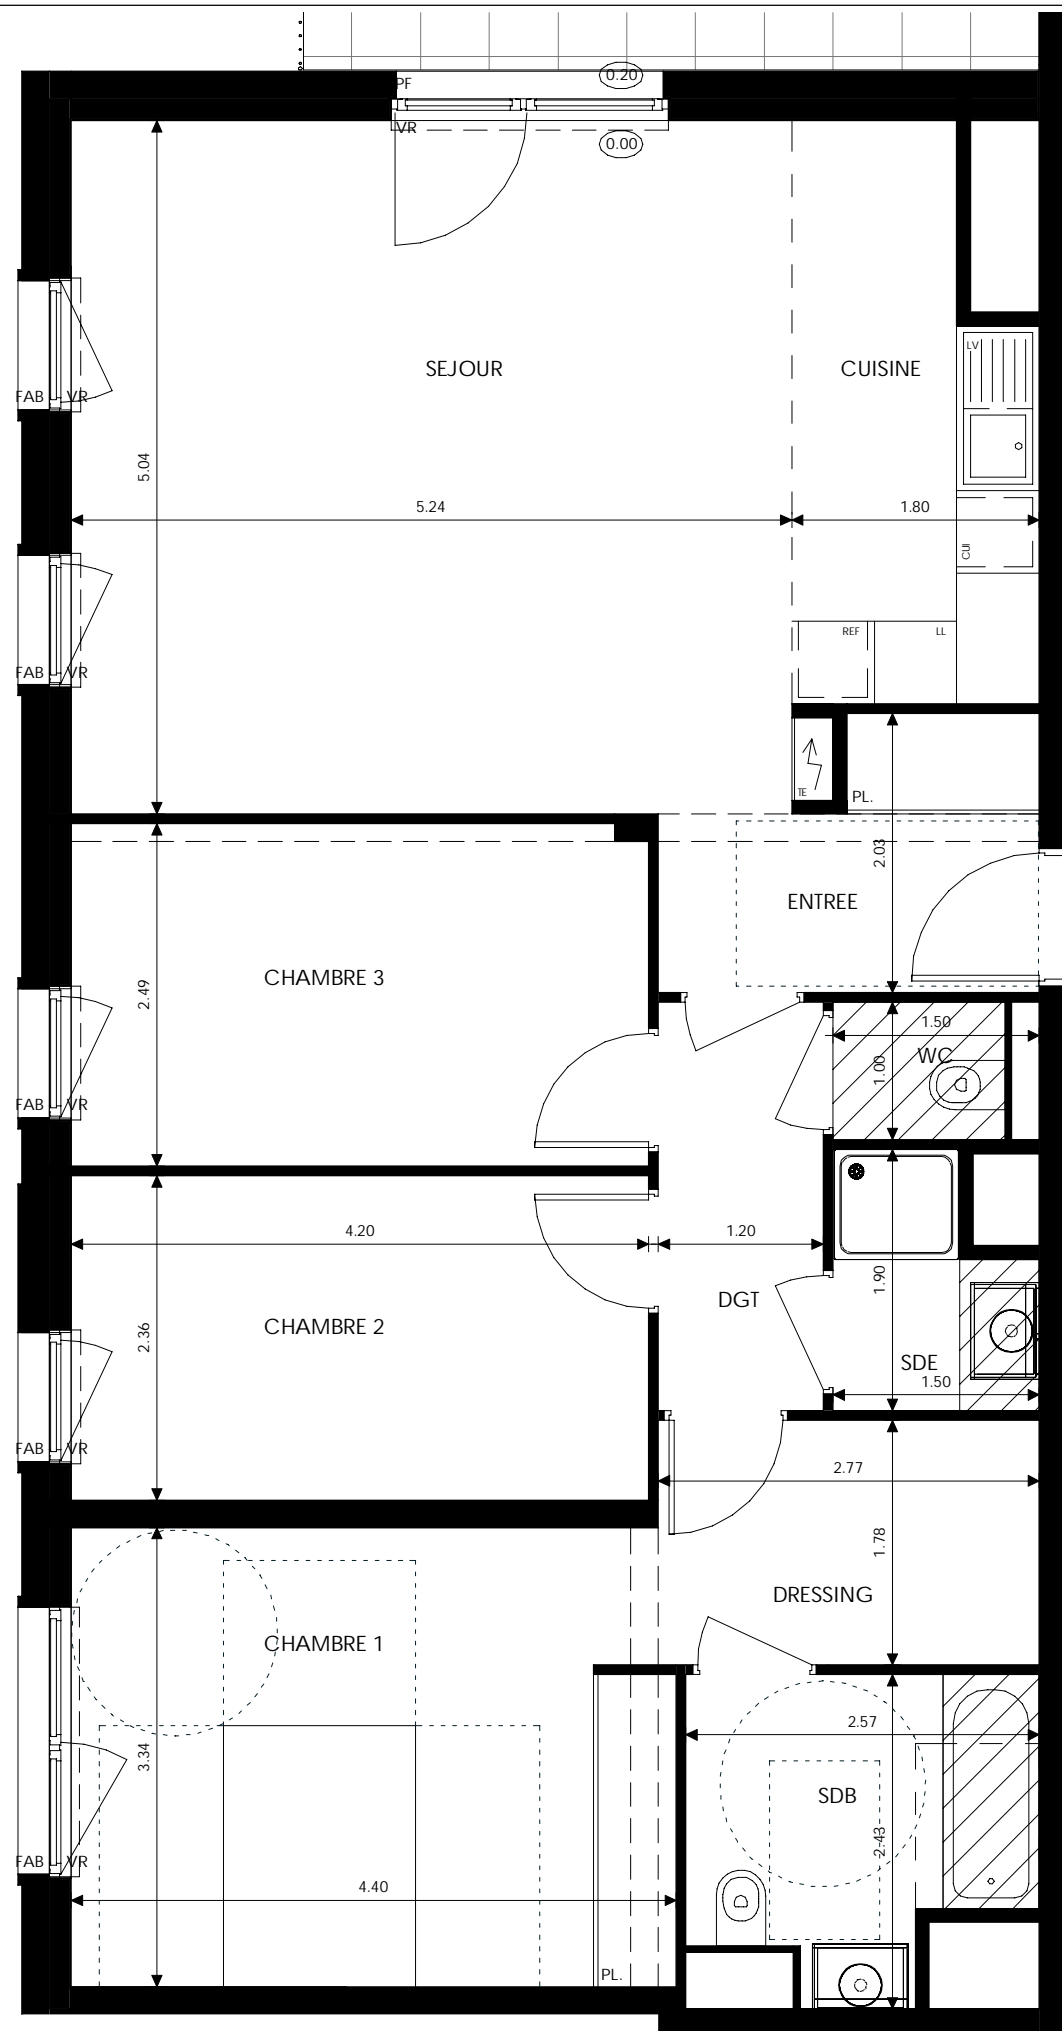 0.20
PF
VR
0.00
SEJOUR
CUISINE
LV
FAB VR
5.04
5.24
1.80
CUI
REF
LL
FAB VR
TE
PL.
2.03
ENTREE
CHAMBRE 3
2.49
1.50
WC
1.00
FAB VR
4.20
1.20
1.90
DGT
CHAMBRE 2
2.36
SDE
1.50
FAB VR
2.77
1.78
DRESSING
CHAMBRE 1
3.34
2.57
SDB
2.43
FAB VR
4.40
PL.